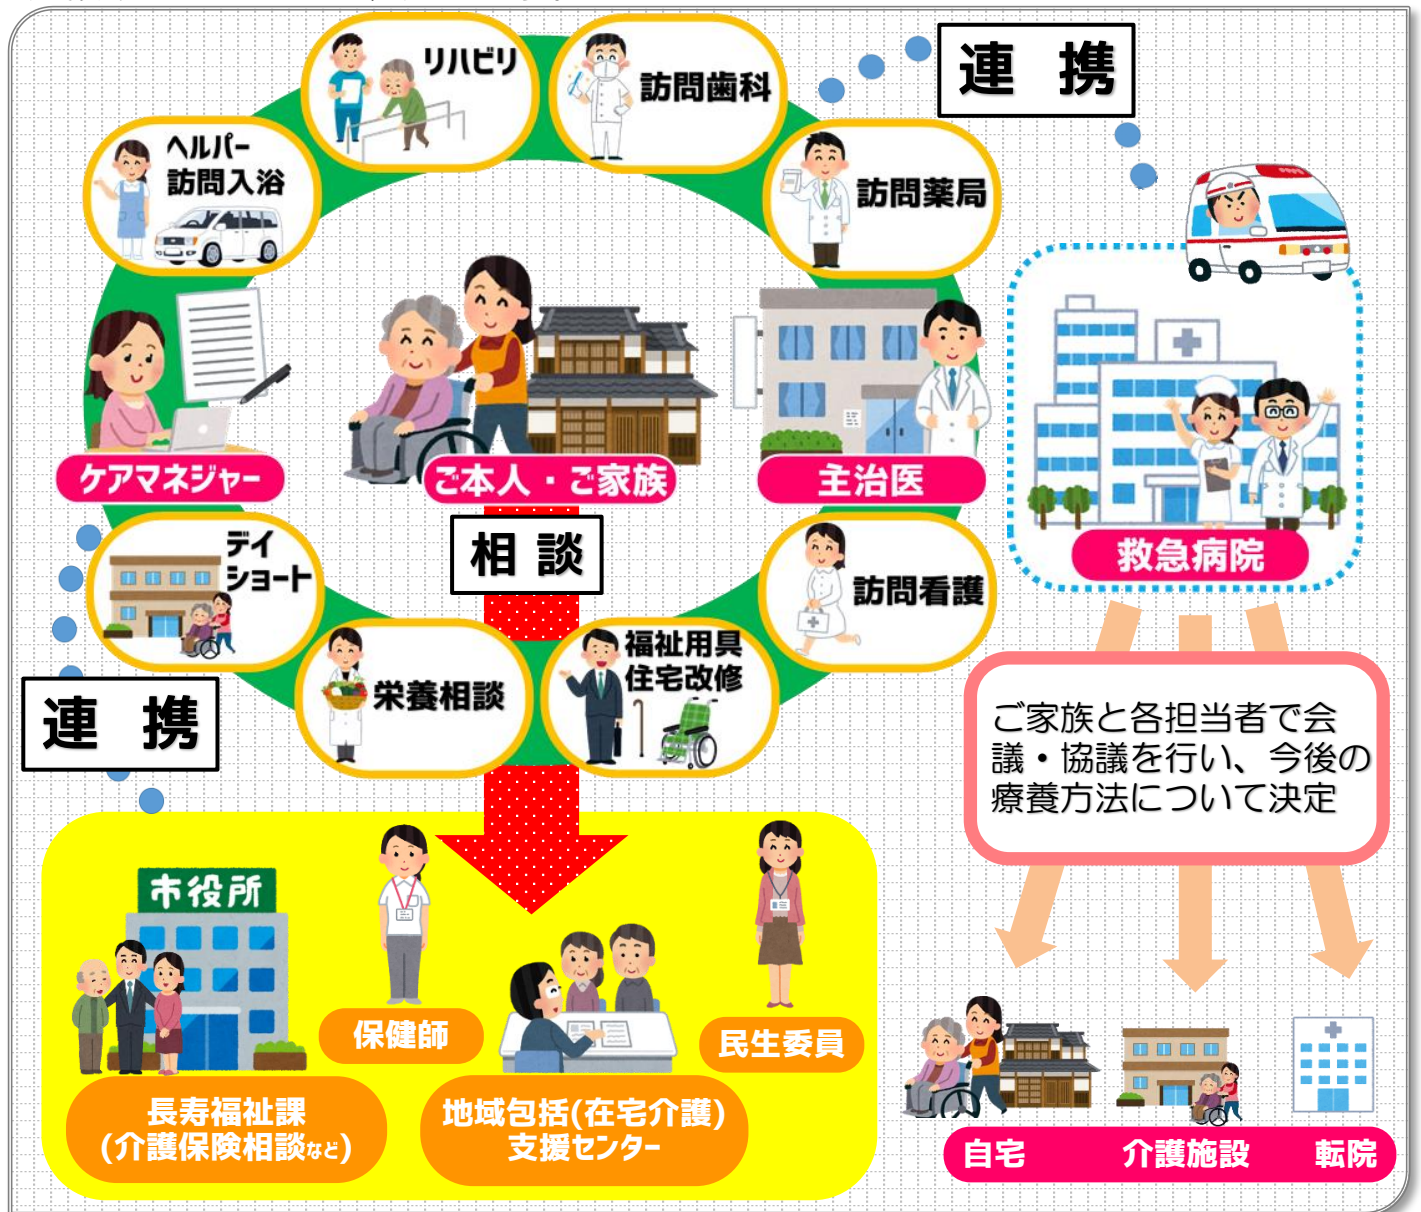 リハビリ
訪問歯科
連　携
ヘルパー
訪問入浴
訪問薬局
ケアマネジャー
ご本人・ご家族
主治医
救急病院
相 談
デイ
ショート
訪問看護
栄養相談
福祉用具
住宅改修
連　携
ご家族と各担当者で会
議・協議を行い、今後の
療養方法について決定
市役所
保健師
民生委員
長寿福祉課
(介護保険相談など)
地域包括(在宅介護)
支援センター
自宅
介護施設
転院